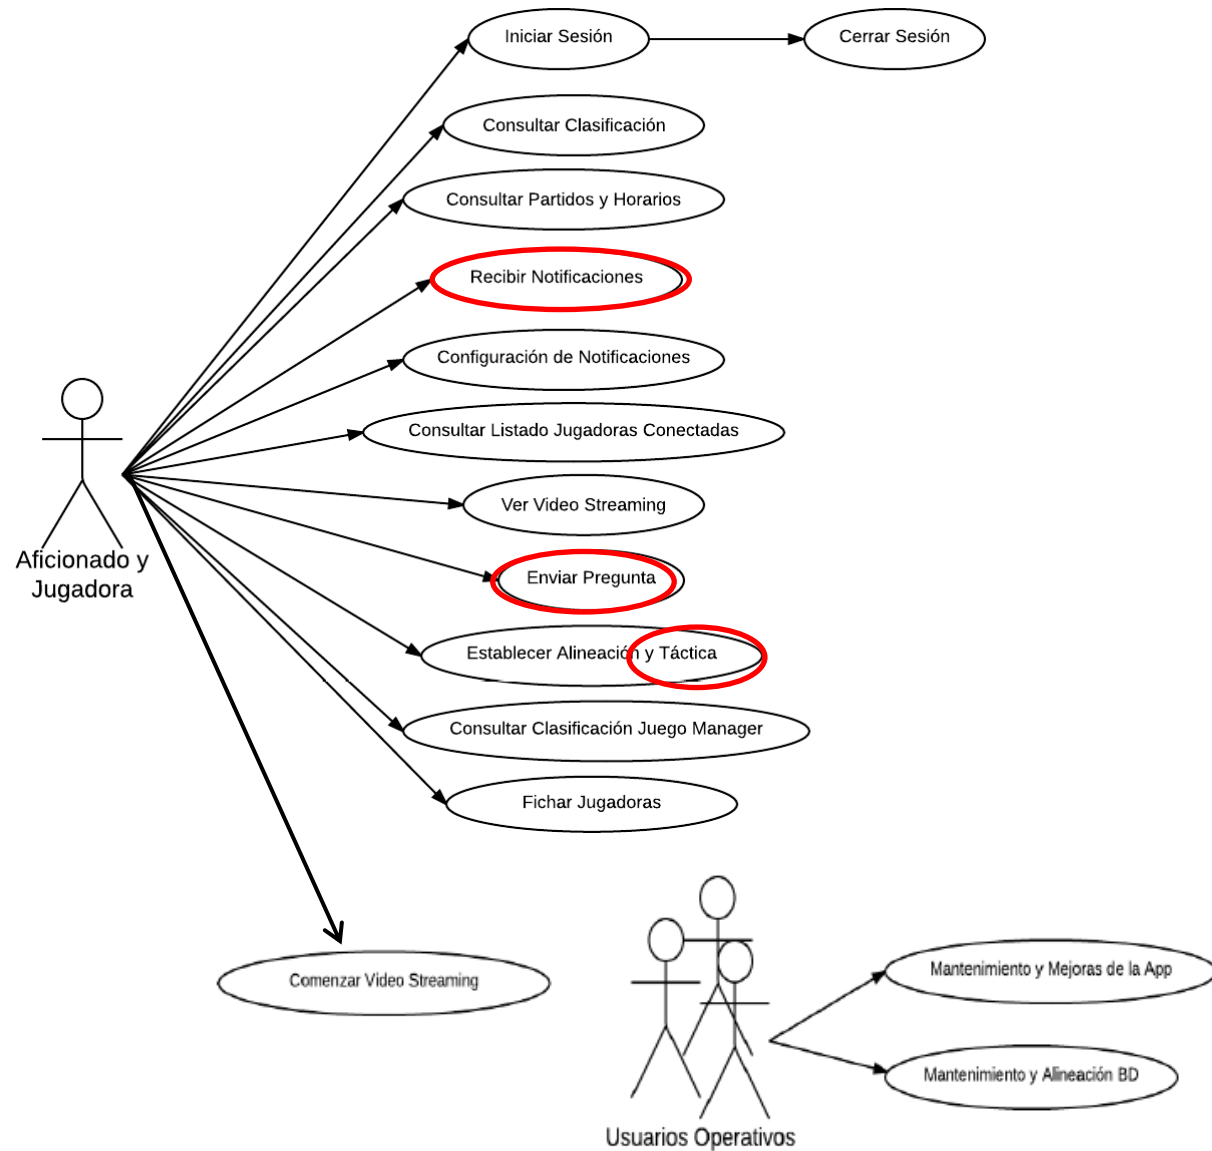 Iniciar Sesión
Cerrar Sesión
Consultar Clasificación
Consultar Partidos y Horarios
Recibir Notificaciones
Configuración de Notificaciones
Consultar Listado Jugadoras Conectadas
Ver Video Streaming
Aficionado y
Jugadora
Enviar Pregunta
Establecer Alineación y Táctica
Consultar Clasificación Juego Manager
Fichar Jugadoras
Comenzar Video Streaming
Mantenimiento y Mejoras de la App
Mantenimiento y Alineación BD
Usuarios Operativos